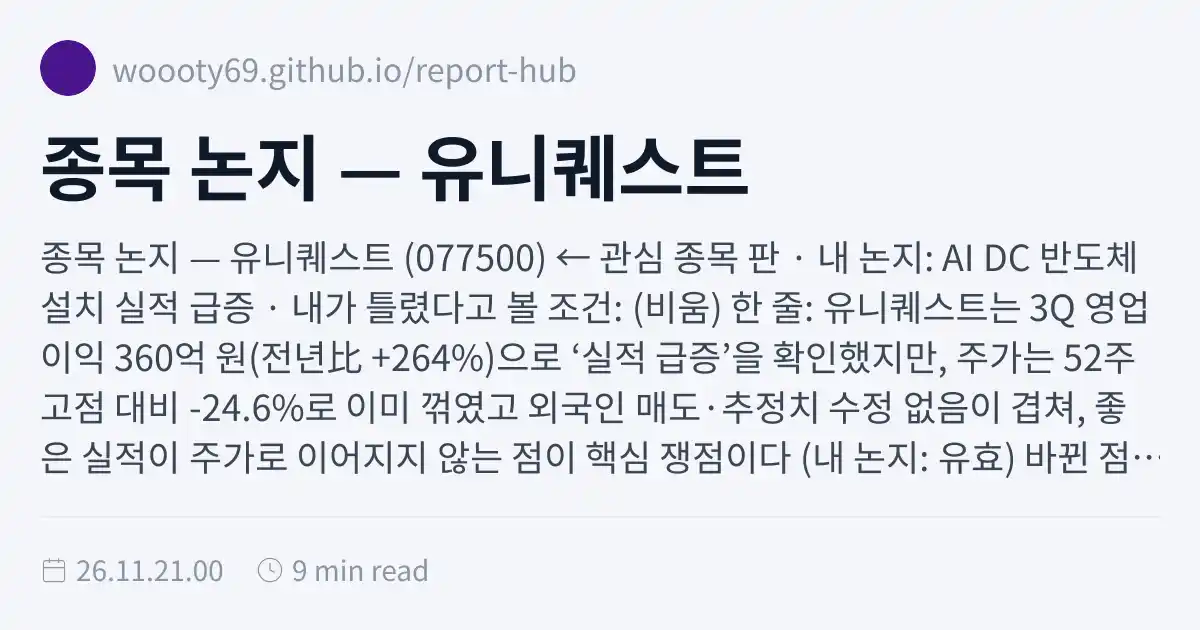 woooty69.github.io/report-hub
종목 논지 — 유니퀘스트
종목 논지 — 유니퀘스트 (077500) ← 관심 종목 판 · 내 논지: AI DC 반도체
설치 실적 급증 · 내가 틀렸다고 볼 조건: (비움) 한 줄: 유니퀘스트는 3Q 영업
이익 360억 원(전년比 +264%)으로 ‘실적 급증’을 확인했지만, 주가는 52주
고점 대비 -24.6%로 이미 꺾였고 외국인 매도·추정치 수정 없음이 겹쳐, 좋
은 실적이 주가로 이어지지 않는 점이 핵심 쟁점이다 (내 논지: 유효) 바뀐 점…
26.11.21.00
9 min read